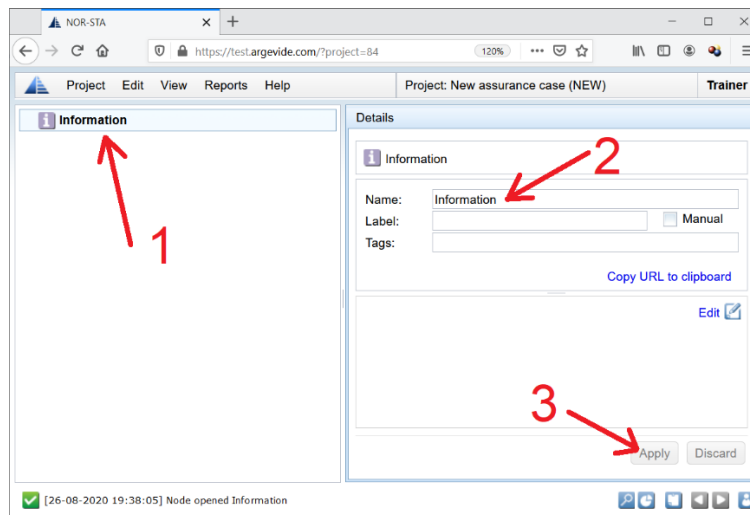 NOR-STA
https://test.argevide.com/?project=84
120%
Project Edit View Reports Help
Project: New assurance case (NEW)
Trainer
Information
Details
Information
Name: Information
Label:
Manual
Tags:
Copy URL to clipboard
Edit
Apply Discard
1
2
3
[26-08-2020 19:38:05] Node opened Information